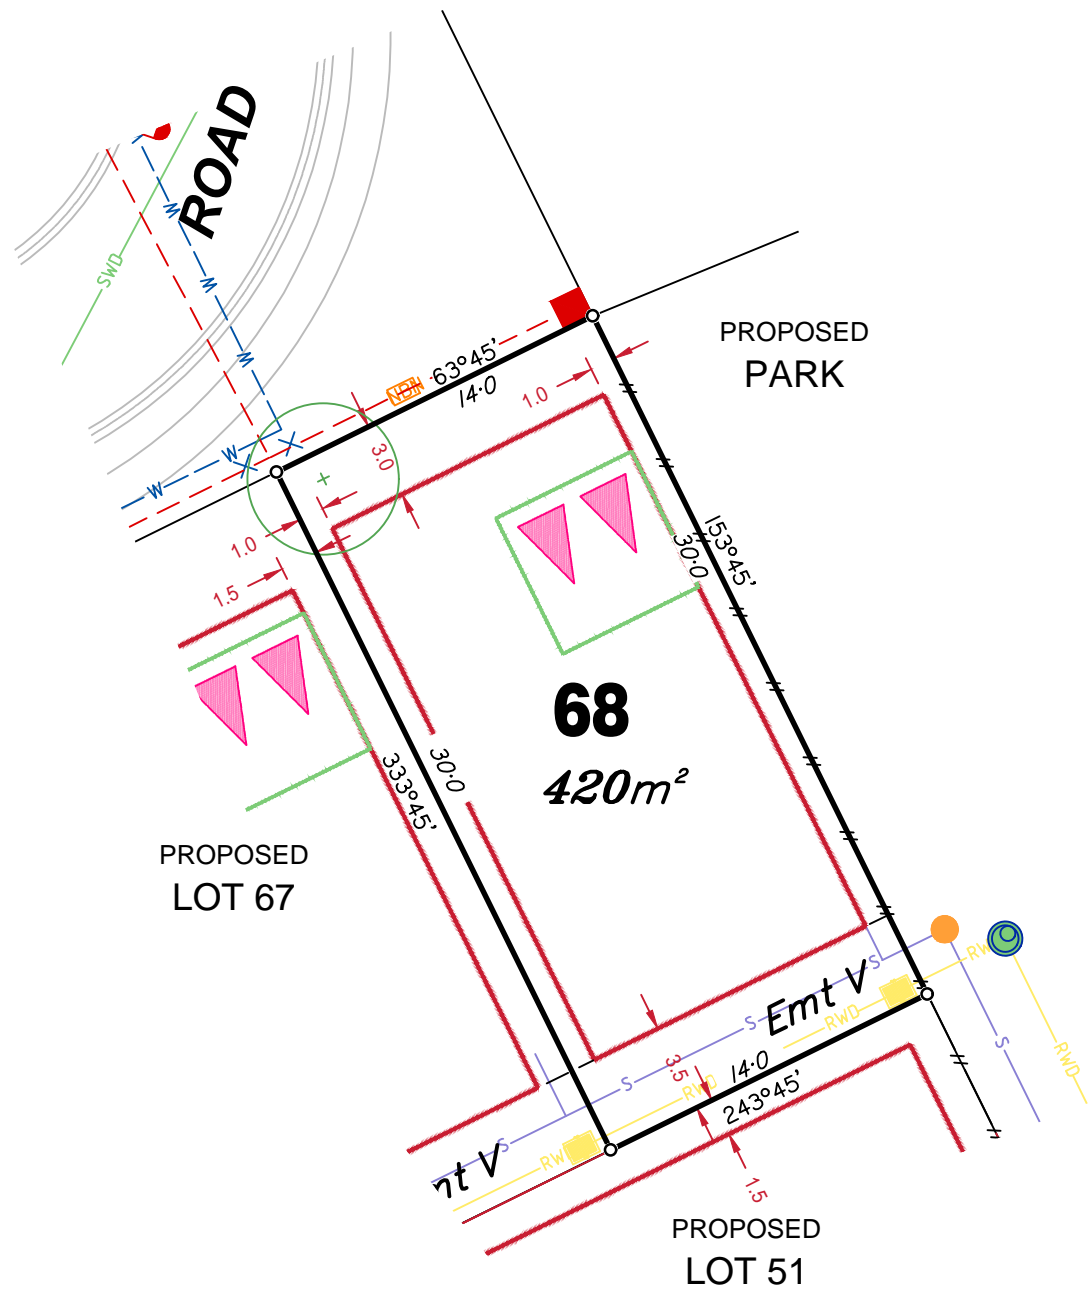 ROAD
SWD
W
W
W
W
W
63°45'
14·0
NBN
3.0
1.0
PROPOSED
PARK
1.0
1.5
153°45'
30·0
68
420m²
333°45'
30·0
PROPOSED
LOT 67
Emt V
S
S
S
S
S
RWD
RWD
RWD
3.5
14·0
243°45'
1.5
nt V
RW
RW
PROPOSED
LOT 51